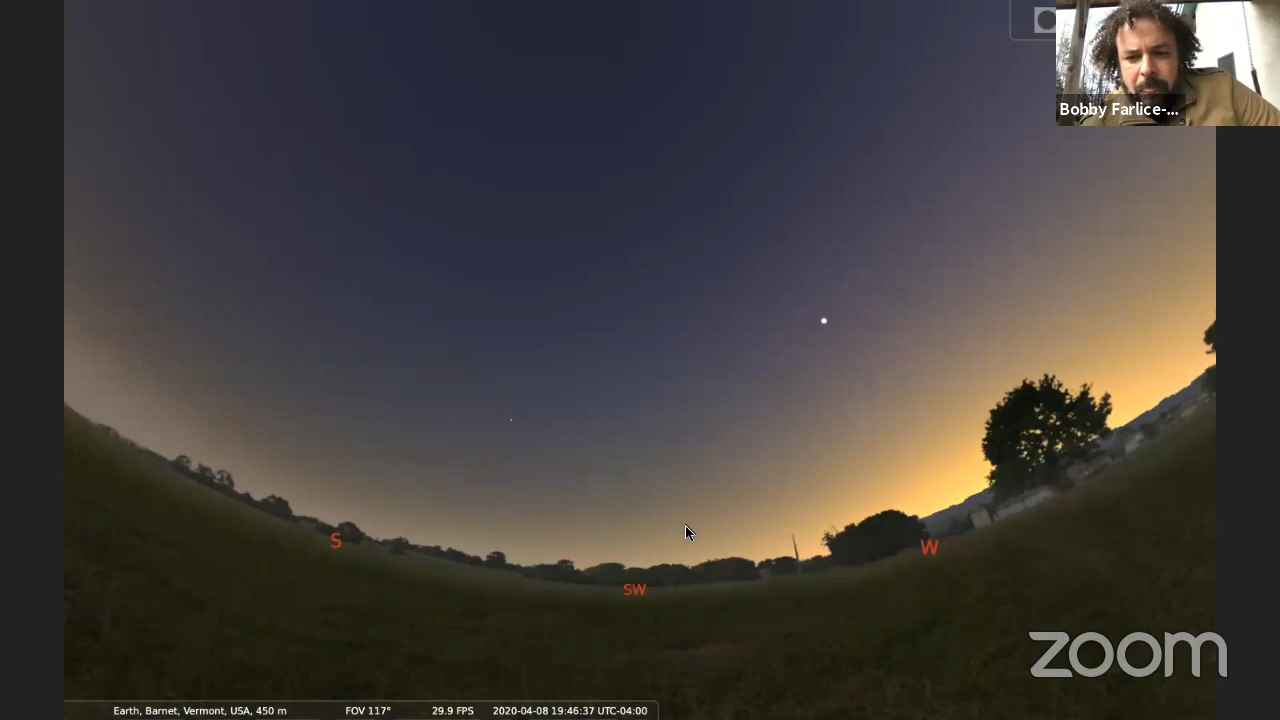 Bobby Farlice-...
S
SW
W
zoom
Earth, Barnet, Vermont, USA, 450 m FOV 117° 29.9 FPS 2020-04-08 19:46:37 UTC-04:00